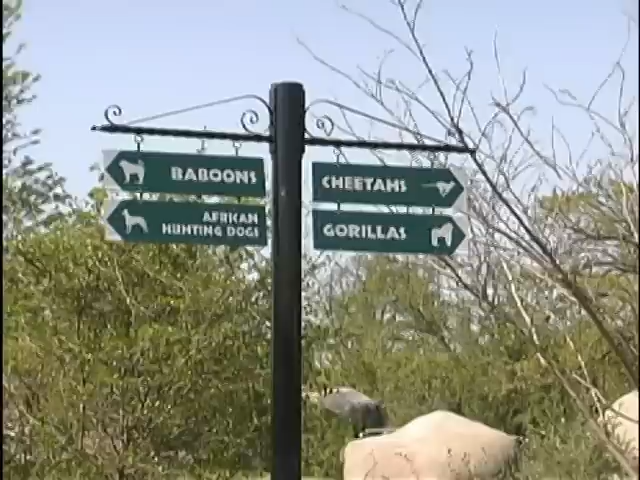 BABOONS
AFRICAN
HUNTING DOGS
CHEETAHS
GORILLAS